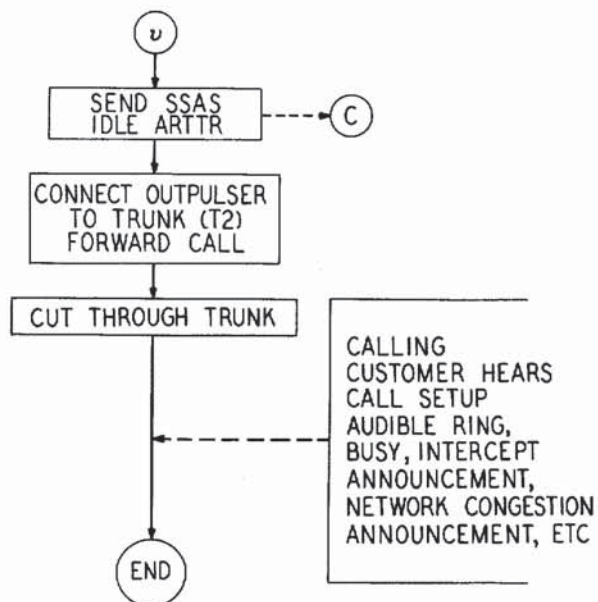 υ
SEND SSAS
IDLE ARTTR
C
CONNECT OUTPULSER
TO TRUNK (T2)
FORWARD CALL
CUT THROUGH TRUNK
CALLING
CUSTOMER HEARS
CALL SETUP
AUDIBLE RING,
BUSY, INTERCEPT
ANNOUNCEMENT,
NETWORK CONGESTION
ANNOUNCEMENT, ETC
END